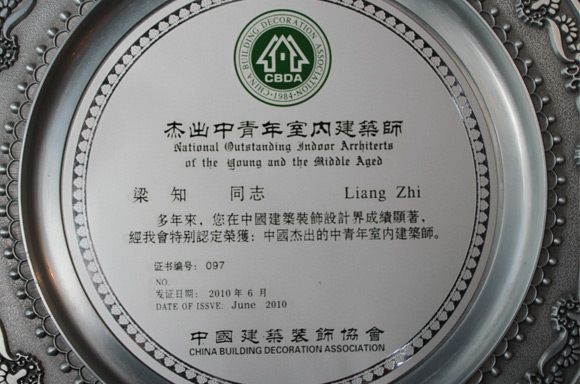 CHINA BUILDING DECORATION ASSOCIATION
CBDA
·1984·
杰出中青年室内建築師
National Outstanding Indoor Architerts
of the Young and the Middle Aged
梁 知 同志 Liang Zhi
多年來，您在中國建築裝飾設計界成績顯著，
經我會特别認定榮獲：中國杰出的中青年室内建築師。
证书编号：097
NO.
发证日期：2010 年 6 月
DATE OF ISSUE: June 2010
中國建築装飾協會
CHINA BUILDING DECORATION ASSOCIATION